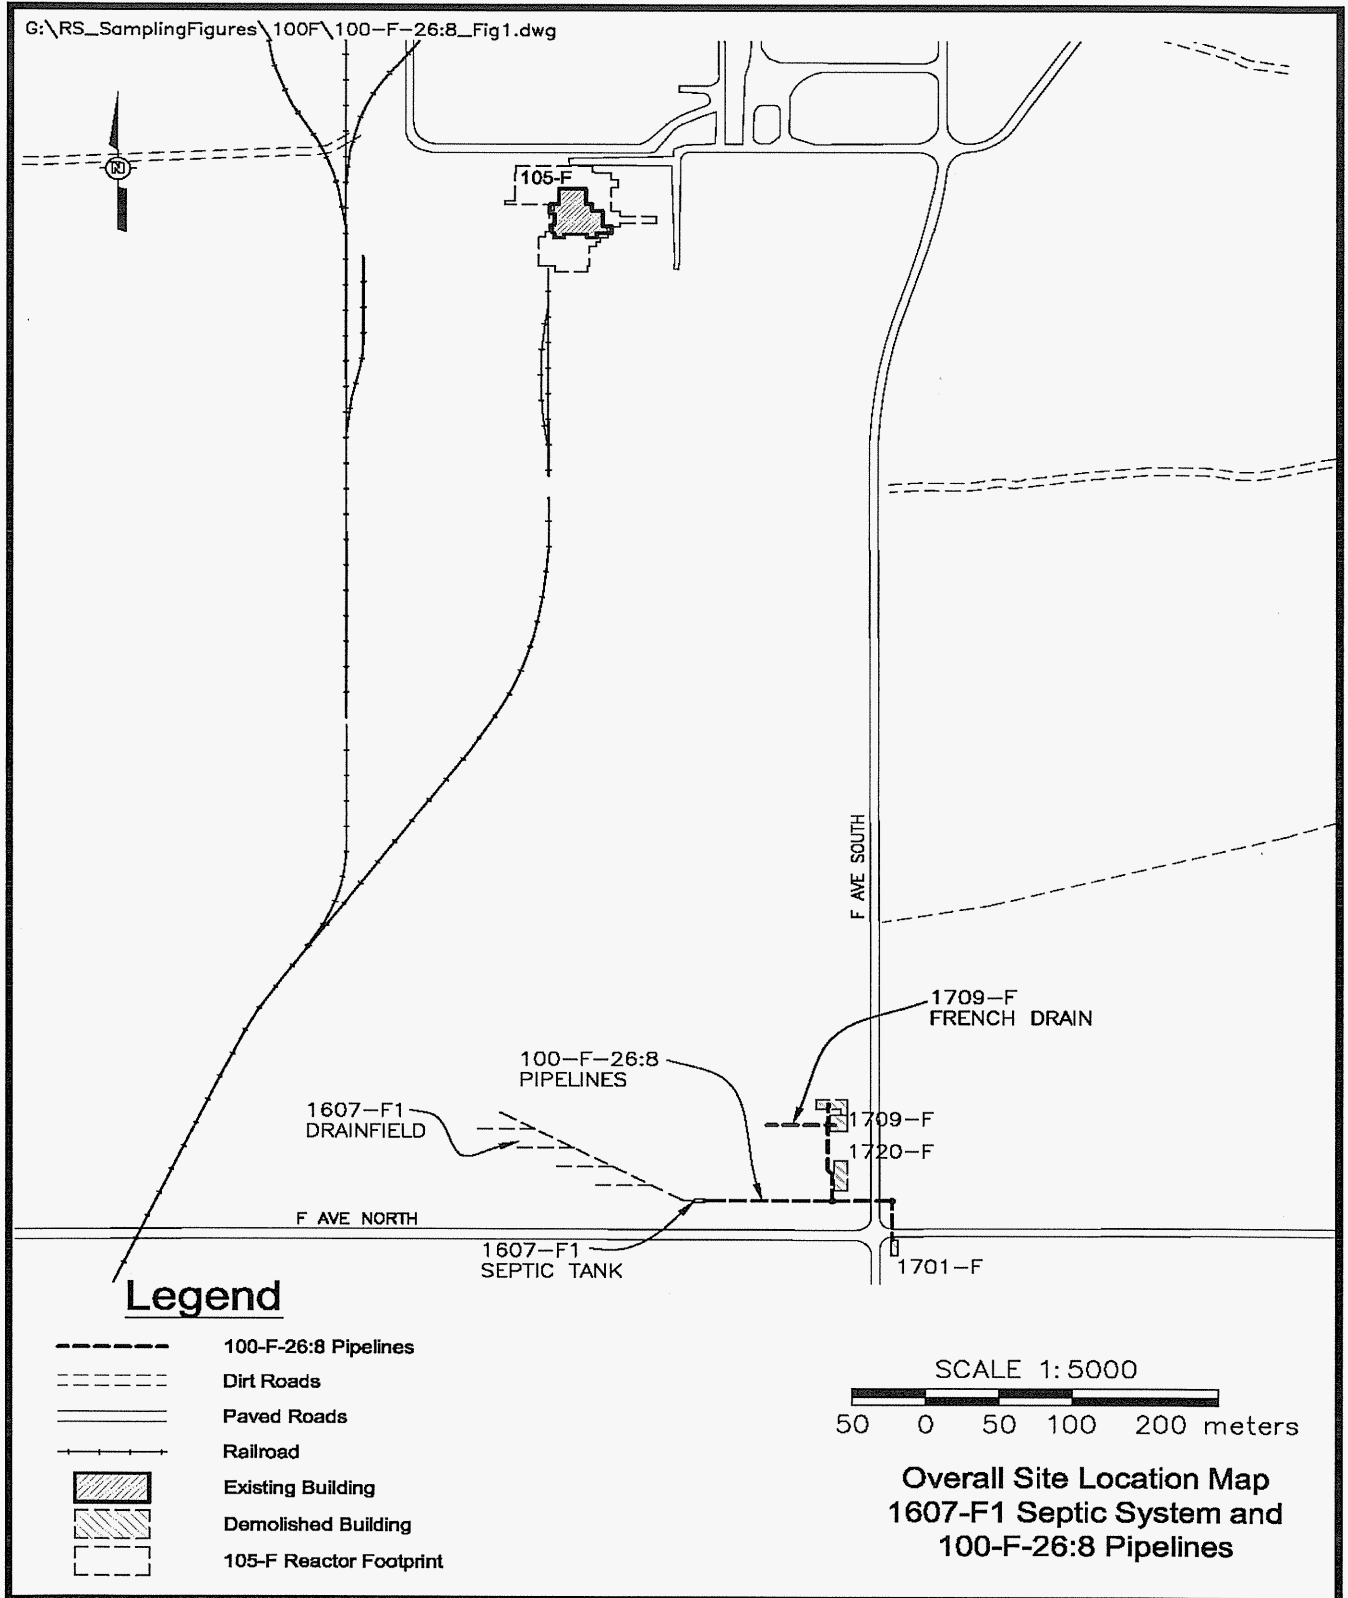 G:\RS_SamplingFigures\100F\100-F-26:8_Fig1.dwg
N
105-F
F AVE SOUTH
1709-F
FRENCH DRAIN
100-F-26:8
PIPELINES
1607-F1
DRAINFIELD
1709-F
1720-F
F AVE NORTH
1607-F1
SEPTIC TANK
1701-F
Legend
100-F-26:8 Pipelines
Dirt Roads
Paved Roads
Railroad
Existing Building
Demolished Building
105-F Reactor Footprint
SCALE 1:5000
50 0 50 100 200 meters
Overall Site Location Map
1607-F1 Septic System and
100-F-26:8 Pipelines